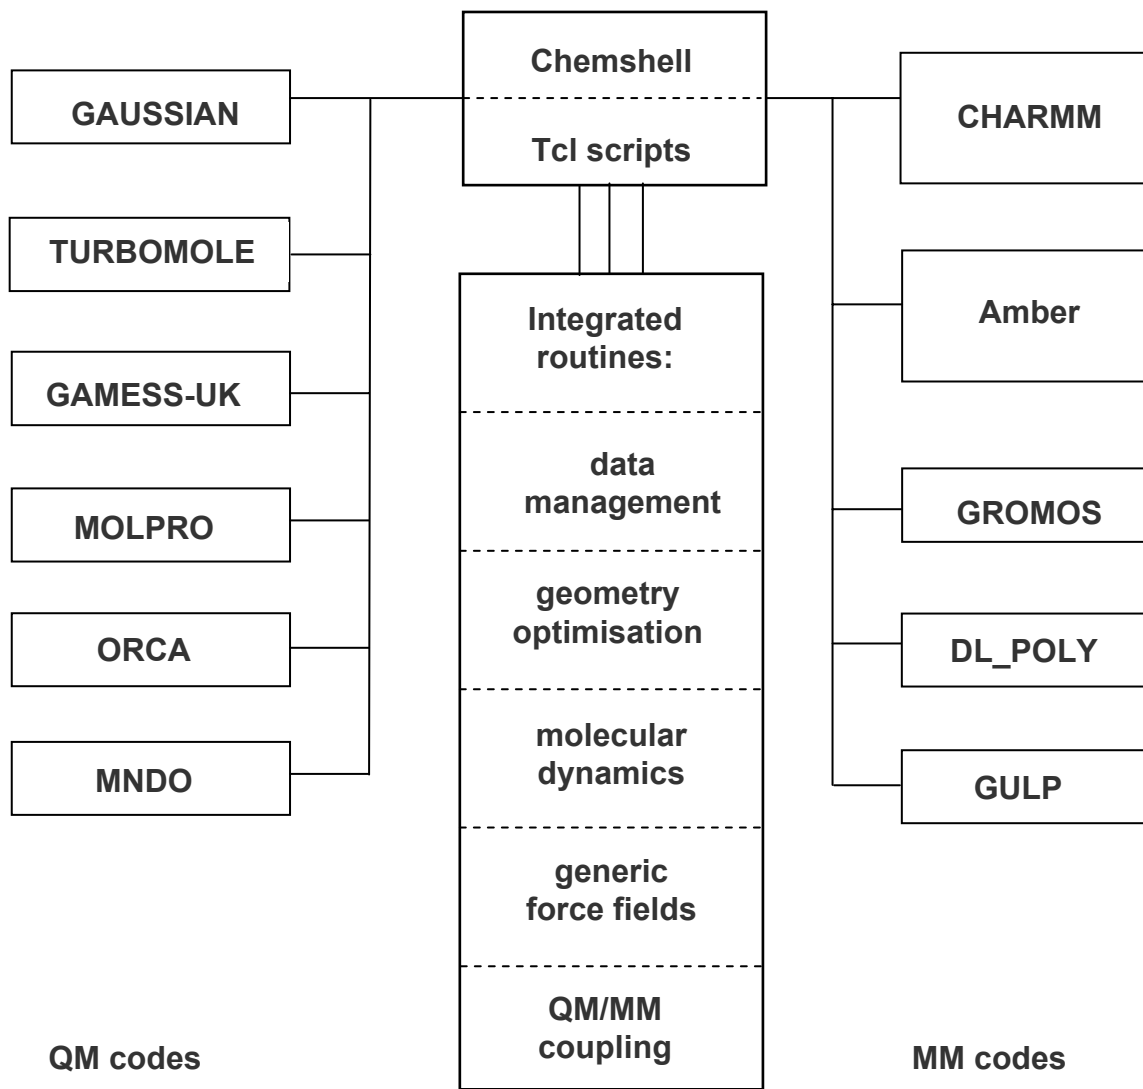 Chemshell
Tcl scripts
GAUSSIAN
TURBOMOLE
GAMESS-UK
MOLPRO
ORCA
MNDO
QM codes
Integrated
routines:
data
management
geometry
optimisation
molecular
dynamics
generic
force fields
QM/MM
coupling
CHARMM
Amber
GROMOS
DL_POLY
GULP
MM codes